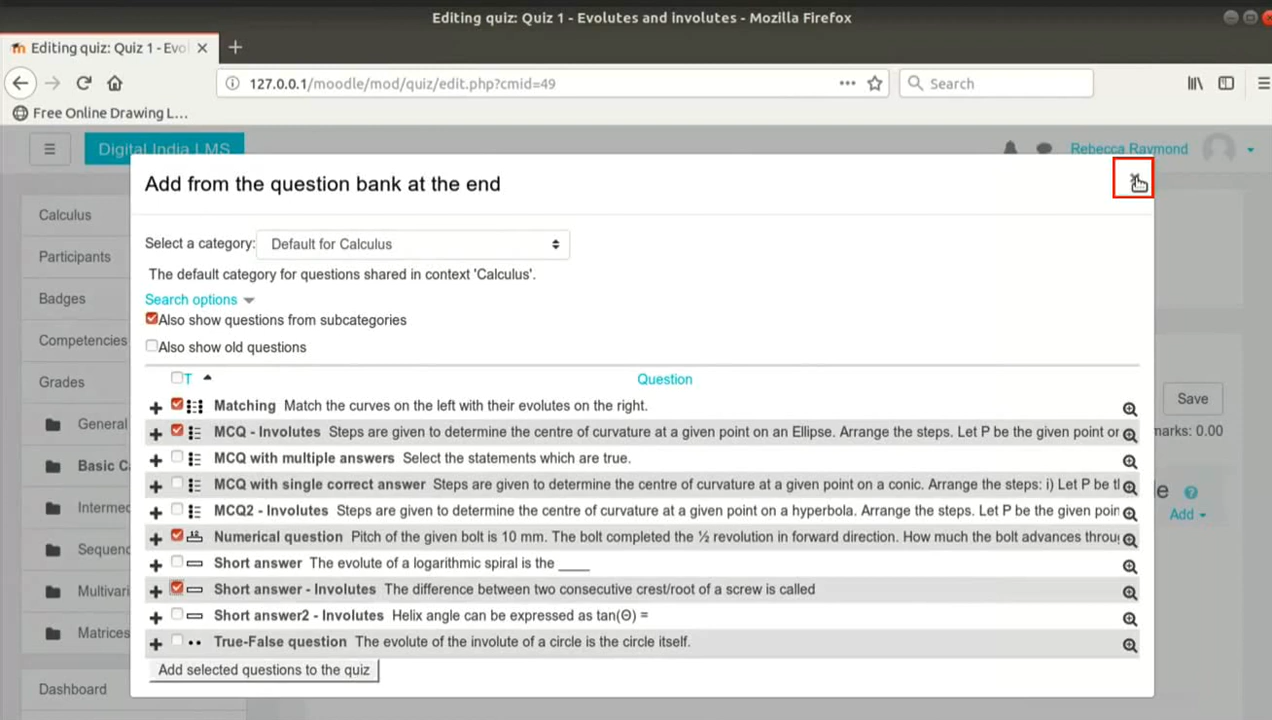 Editing quiz: Quiz 1 - Evolutes and involutes - Mozilla Firefox
Editing quiz: Quiz 1 - Evo
127.0.0.1/moodle/mod/quiz/edit.php?cmid=49
Search
Free Online Drawing L...
Digital India LMS
Rebecca Raymond
Add from the question bank at the end
Calculus
Participants
Badges
Competencies
Grades
General
Basic C
Intermed
Sequenc
Multivari
Matrices
Dashboard
Select a category: Default for Calculus
The default category for questions shared in context 'Calculus'.
Search options
Also show questions from subcategories
Also show old questions
T Question
Matching Match the curves on the left with their evolutes on the right.
MCQ - Involutes Steps are given to determine the centre of curvature at a given point on an Ellipse. Arrange the steps. Let P be the given point or
MCQ with multiple answers Select the statements which are true.
MCQ with single correct answer Steps are given to determine the centre of curvature at a given point on a conic. Arrange the steps: i) Let P be
MCQ2 - Involutes Steps are given to determine the centre of curvature at a given point on a hyperbola. Arrange the steps. Let P be the given poin
Numerical question Pitch of the given bolt is 10 mm. The bolt completed the ½ revolution in forward direction. How much the bolt advances throu
Short answer The evolute of a logarithmic spiral is the ____
Short answer - Involutes The difference between two consecutive crest/root of a screw is called
Short answer2 - Involutes Helix angle can be expressed as tan(Θ) =
True-False question The evolute of the involute of a circle is the circle itself.
Add selected questions to the quiz
Save
marks: 0.00
Add